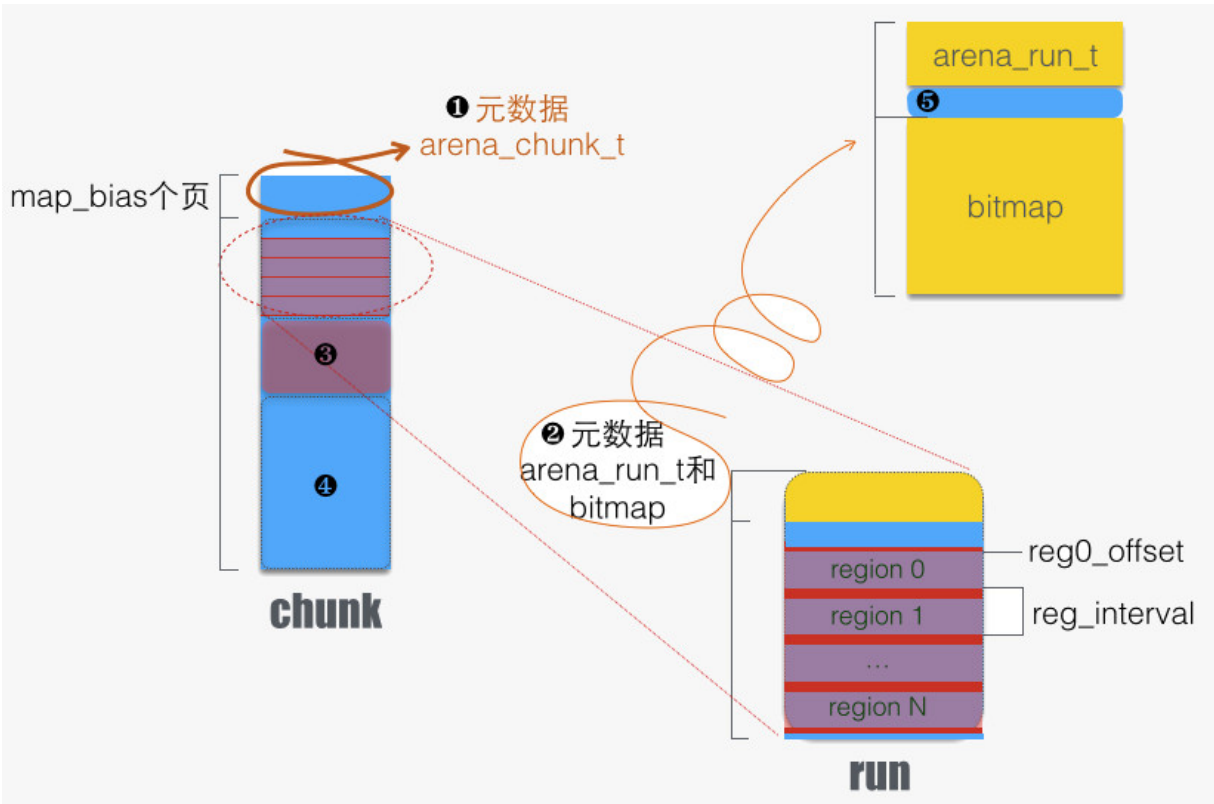 ❶ 元数据
arena_chunk_t
map_bias个页
❸
❹
chunk
arena_run_t
❺
bitmap
❷ 元数据
arena_run_t和
bitmap
region 0
region 1
...
region N
reg0_offset
reg_interval
run